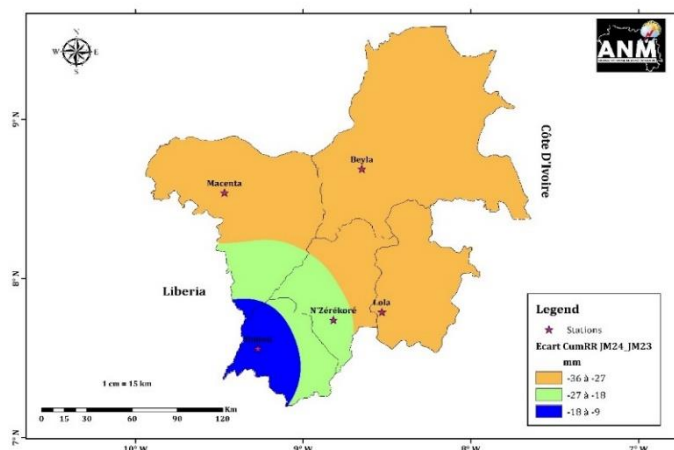 N
W E
S
ANM
9° N
8° N
7° N
Côte D'Ivoire
Beyla
Macenta
Liberia
N'Zérékoré
Lola
1 cm = 15 km
0 15 30 60 90 120 Km
10° W 9° W 8° W 7° W
Legend
Stations
Ecart CumRR JM24_JM23
mm
-36 à -27
-27 à -18
-18 à -9